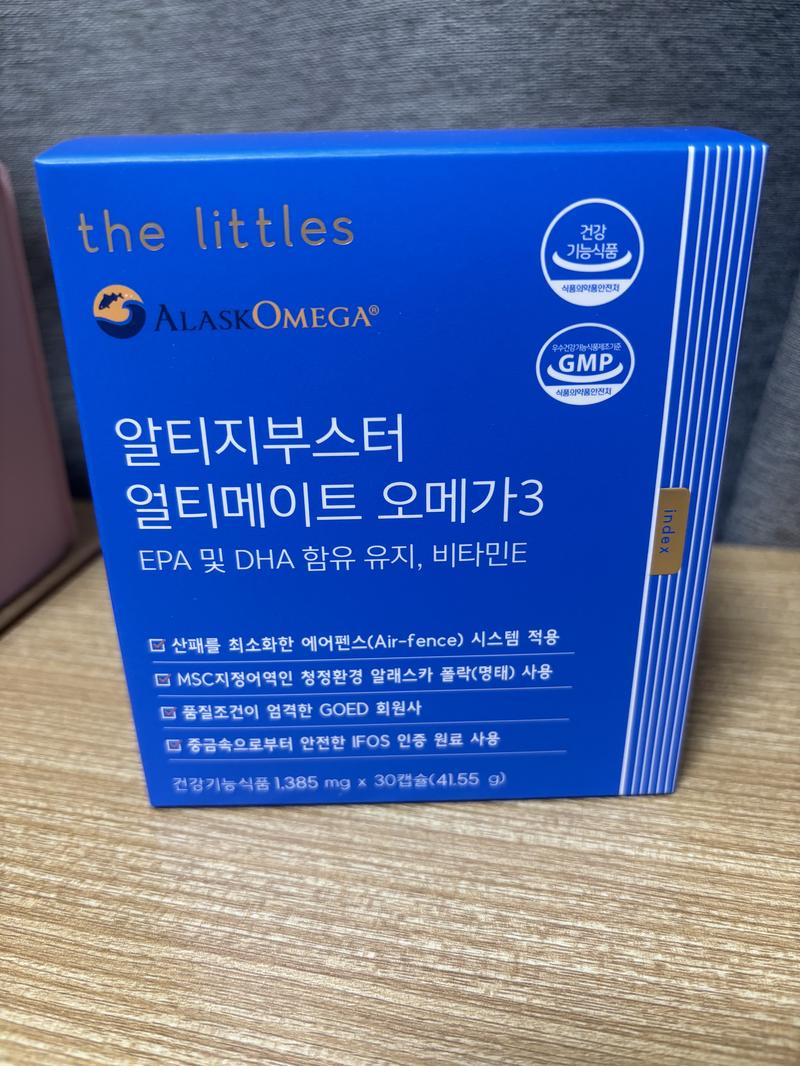 the littles
ALASKOMEGA®
건강
기능식품
식품의약품안전처
우수건강기능식품제조기준
GMP
식품의약품안전처
알티지부스터
얼티메이트 오메가3
EPA 및 DHA 함유 유지, 비타민E
index
산패를 최소화한 에어펜스(Air-fence) 시스템 적용
MSC지정어역인 청정환경 알래스카 폴락(명태) 사용
품질조건이 엄격한 GOED 회원사
중금속으로부터 안전한 IFOS 인증 원료 사용
건강기능식품 1,385 mg x 30캡슐(41.55 g)